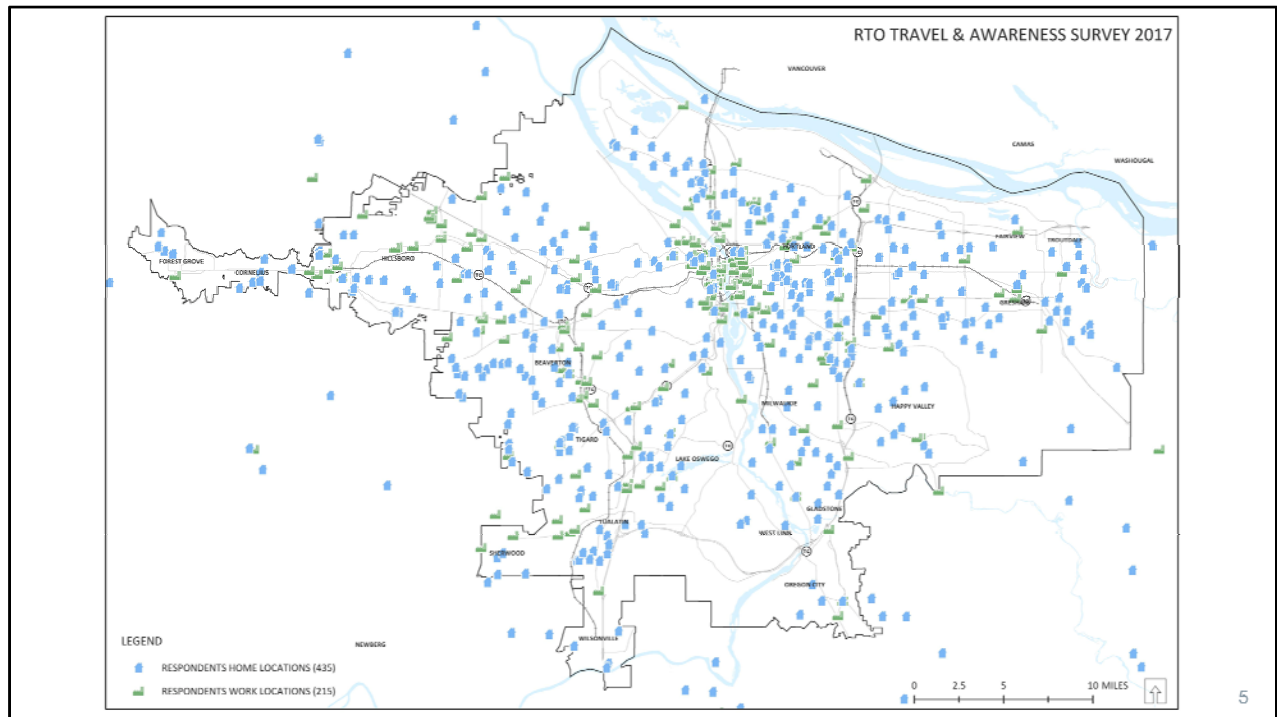 RTO TRAVEL & AWARENESS SURVEY 2017
VANCOUVER
CAMAS
WASHOUGAL
FAIRVIEW
TROUTDALE
PORTLAND
FOREST GROVE
CORNELIUS
HILLSBORO
GRESHAM
BEAVERTON
MILWAUKIE
HAPPY VALLEY
TIGARD
LAKE OSWEGO
GLADSTONE
TUALATIN
WEST LINN
SHERWOOD
OREGON CITY
WILSONVILLE
NEWBERG
LEGEND
RESPONDENTS HOME LOCATIONS (435)
RESPONDENTS WORK LOCATIONS (215)
0 2.5 5 10 MILES
5